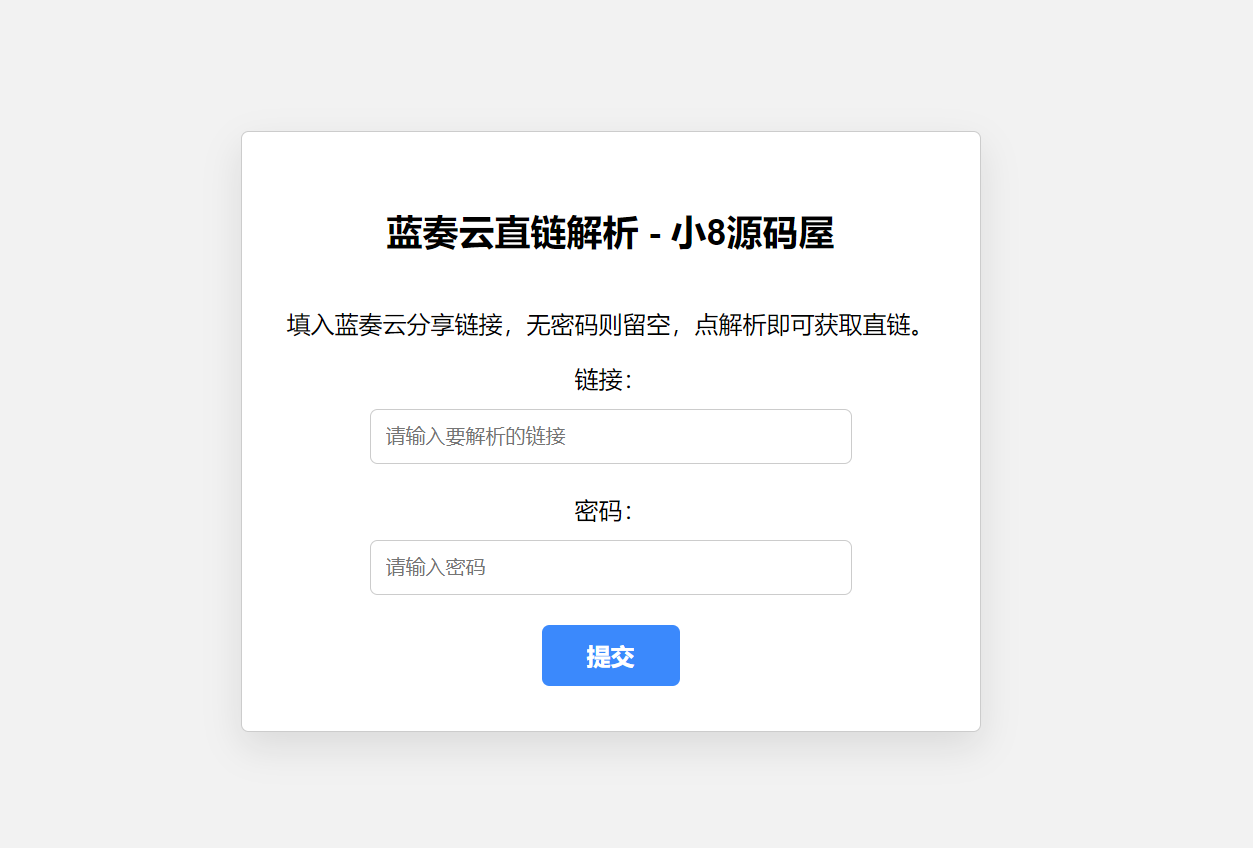 蓝奏云直链解析 - 小8源码屋
填入蓝奏云分享链接，无密码则留空，点解析即可获取直链。
链接：
请输入要解析的链接
密码：
请输入密码
提交